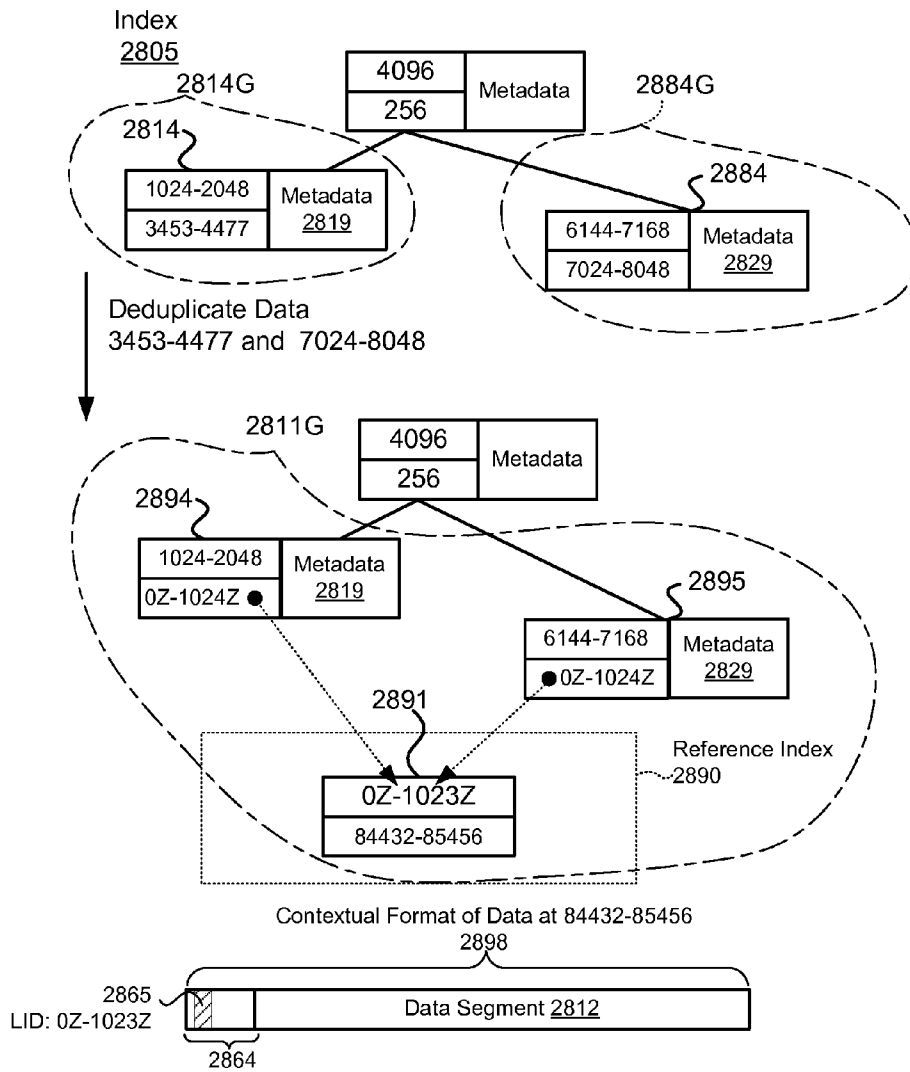 Index
2805
2814G
4096
256
Metadata
2884G
2814
1024-2048
3453-4477
Metadata
2819
2884
6144-7168
7024-8048
Metadata
2829
Deduplicate Data
3453-4477 and 7024-8048
2811G
4096
256
Metadata
2894
1024-2048
0Z-1024Z
Metadata
2819
2895
6144-7168
0Z-1024Z
Metadata
2829
2891
0Z-1023Z
84432-85456
Reference Index
2890
Contextual Format of Data at 84432-85456
2898
2865
LID: 0Z-1023Z
Data Segment 2812
2864